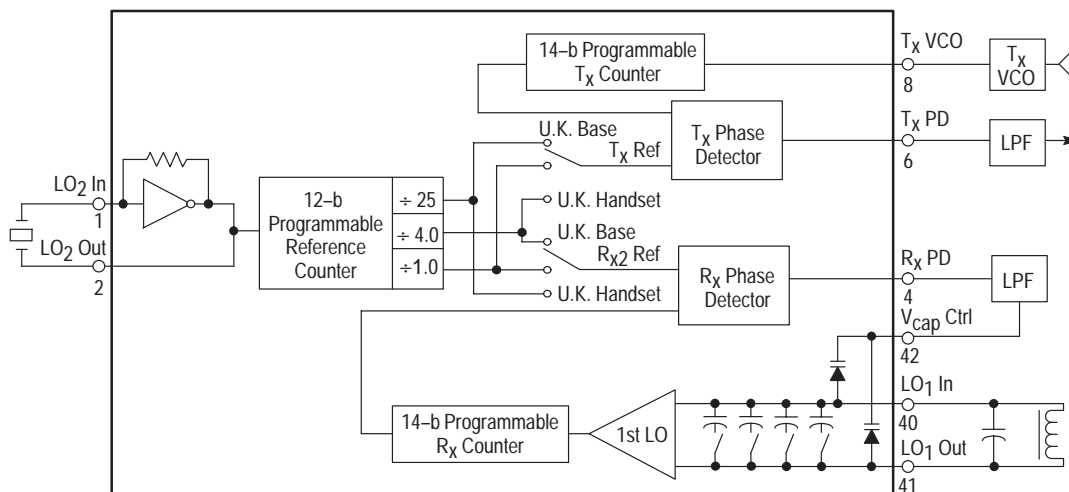 14–b Programmable
Tx Counter
Tx VCO
8
Tx
VCO
U.K. Base
Tx Ref
Tx Phase
Detector
Tx PD
6
LPF
LO2 In
1
LO2 Out
2
12–b
Programmable
Reference
Counter
÷ 25
÷ 4.0
÷1.0
U.K. Handset
U.K. Base
Rx2 Ref
U.K. Handset
Rx Phase
Detector
Rx PD
4
LPF
Vcap Ctrl
42
LO1 In
40
14–b Programmable
Rx Counter
1st LO
LO1 Out
41